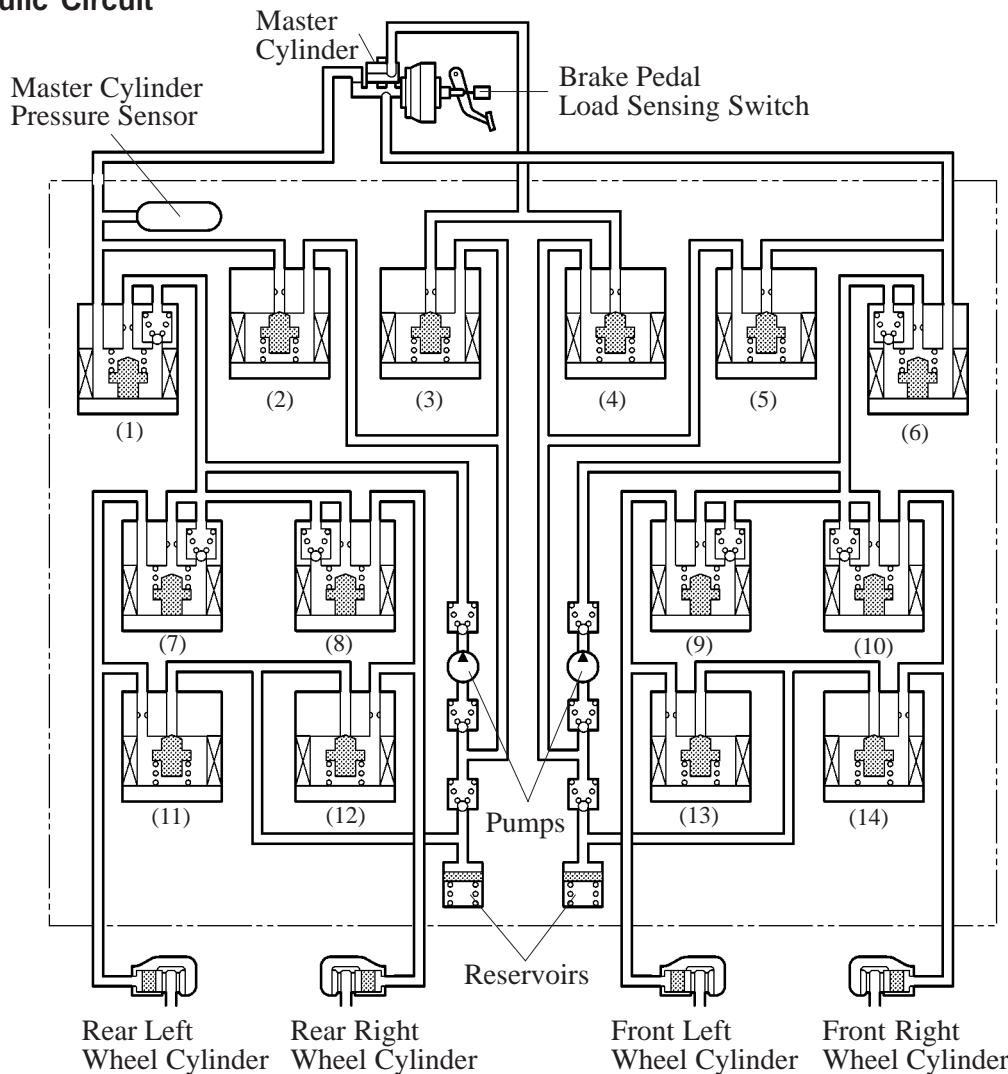 ulic Circuit
Master
Cylinder
Master Cylinder
Pressure Sensor
Brake Pedal
Load Sensing Switch
(1)
(2)
(3)
(4)
(5)
(6)
(7)
(8)
(9)
(10)
(11)
(12)
Pumps
(13)
(14)
Reservoirs
Rear Left
Wheel Cylinder
Rear Right
Wheel Cylinder
Front Left
Wheel Cylinder
Front Right
Wheel Cylinder